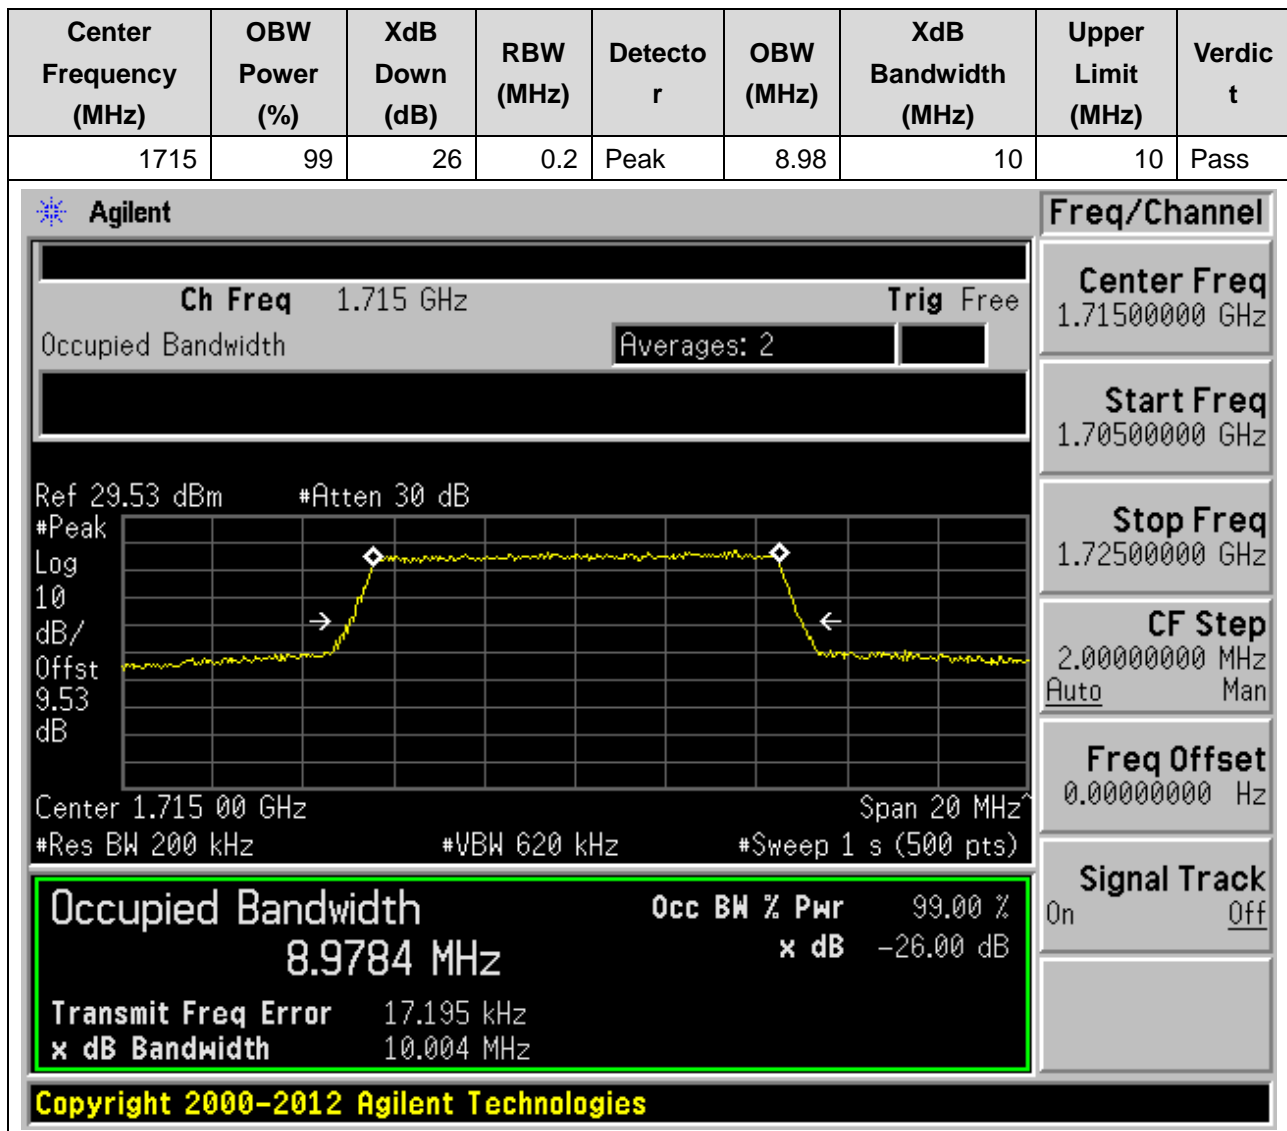 Center Frequency (MHz) OBW Power (%) XdB Down (dB) RBW (MHz) Detecto r OBW (MHz) XdB Bandwidth (MHz) Upper Limit (MHz) Verdic t
1715 99 26 0.2 Peak 8.98 10 10 Pass
Agilent
Freq/Channel
Ch Freq 1.715 GHz Trig Free
Occupied Bandwidth Averages: 2
Ref 29.53 dBm #Atten 30 dB
#Peak
Log
10
dB/
Offst
9.53
dB
Center 1.715 00 GHz Span 20 MHz^
#Res BW 200 kHz #VBW 620 kHz #Sweep 1 s (500 pts)
Occupied Bandwidth
8.9784 MHz
Occ BW % Pwr 99.00 %
x dB -26.00 dB
Transmit Freq Error 17.195 kHz
x dB Bandwidth 10.004 MHz
Center Freq
1.71500000 GHz
Start Freq
1.70500000 GHz
Stop Freq
1.72500000 GHz
CF Step
2.00000000 MHz
Auto Man
Freq Offset
0.00000000 Hz
Signal Track
On Off
Copyright 2000-2012 Agilent Technologies